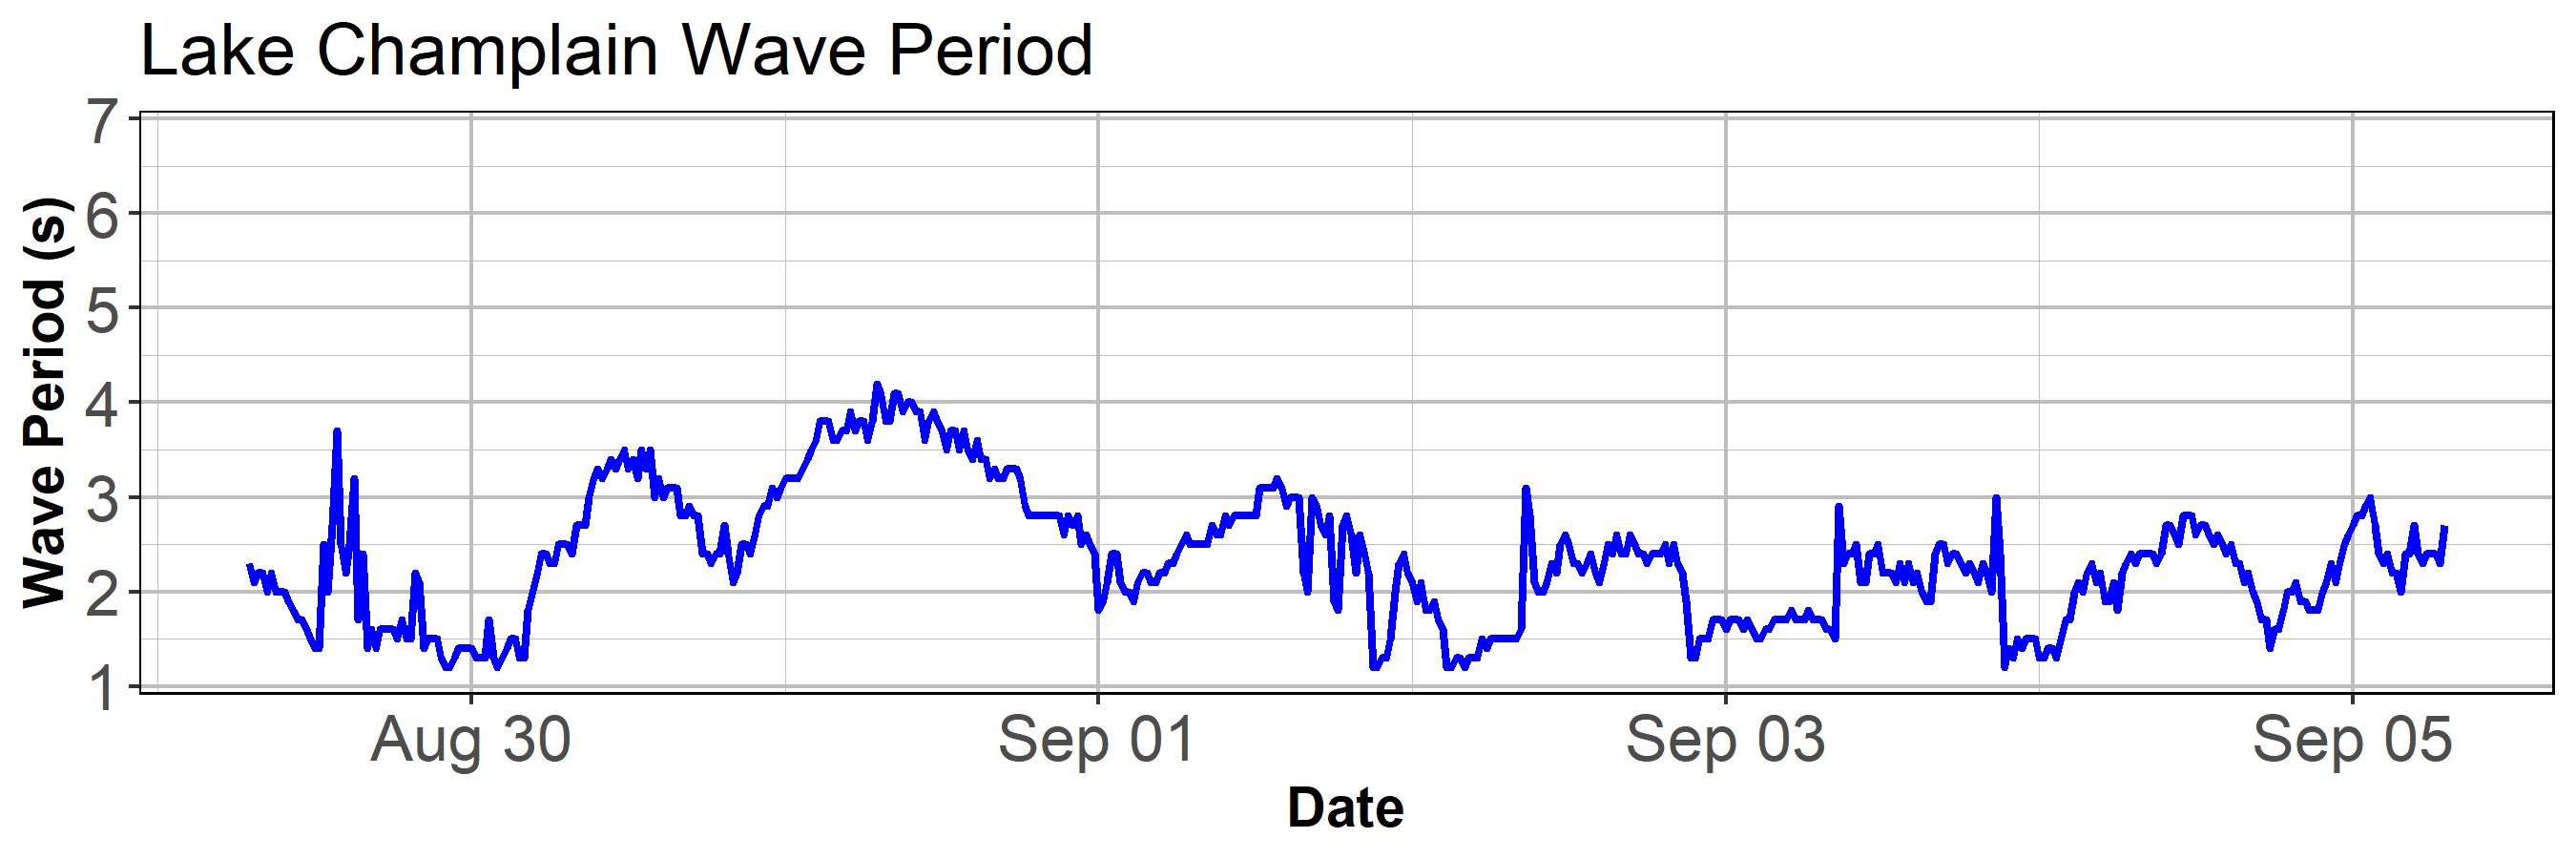 Lake Champlain Wave Period
Wave Period (s)
7
6
5
4
3
2
1
Aug 30
Sep 01
Sep 03
Sep 05
Date